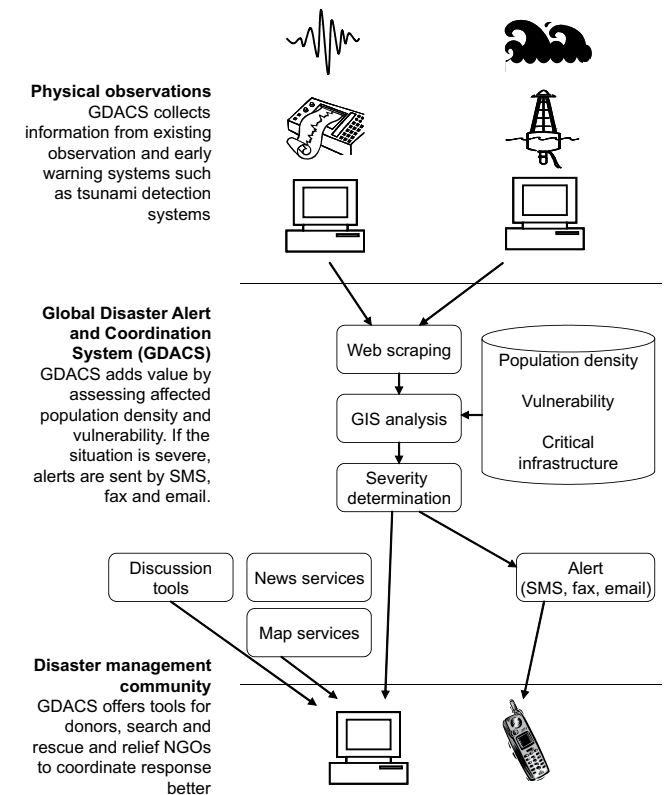 Physical observations
GDACS collects
information from existing
observation and early
warning systems such
as tsunami detection
systems
Global Disaster Alert
and Coordination
System (GDACS)
GDACS adds value by
assessing affected
population density and
vulnerability. If the
situation is severe,
alerts are sent by SMS,
fax and email.
Web scraping
GIS analysis
Severity
determination
Population density
Vulnerability
Critical
infrastructure
Discussion
tools
News services
Map services
Alert
(SMS, fax, email)
Disaster management
community
GDACS offers tools for
donors, search and
rescue and relief NGOs
to coordinate response
better